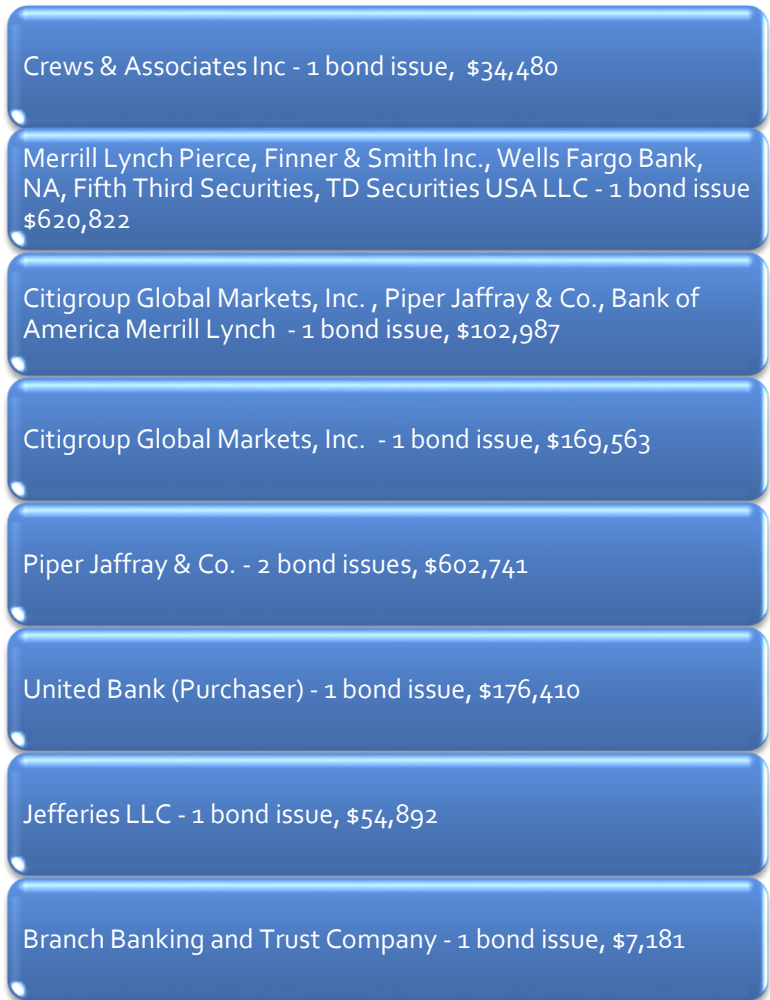 Crews & Associates Inc - 1 bond issue,  $34,480
Merrill Lynch Pierce, Finner & Smith Inc., Wells Fargo Bank,
NA, Fifth Third Securities, TD Securities USA LLC - 1 bond issue
$620,822
Citigroup Global Markets, Inc. , Piper Jaffray & Co., Bank of
America Merrill Lynch  - 1 bond issue, $102,987
Citigroup Global Markets, Inc.  - 1 bond issue, $169,563
Piper Jaffray & Co. - 2 bond issues, $602,741
United Bank (Purchaser) - 1 bond issue, $176,410
Jefferies LLC - 1 bond issue, $54,892
Branch Banking and Trust Company - 1 bond issue, $7,181